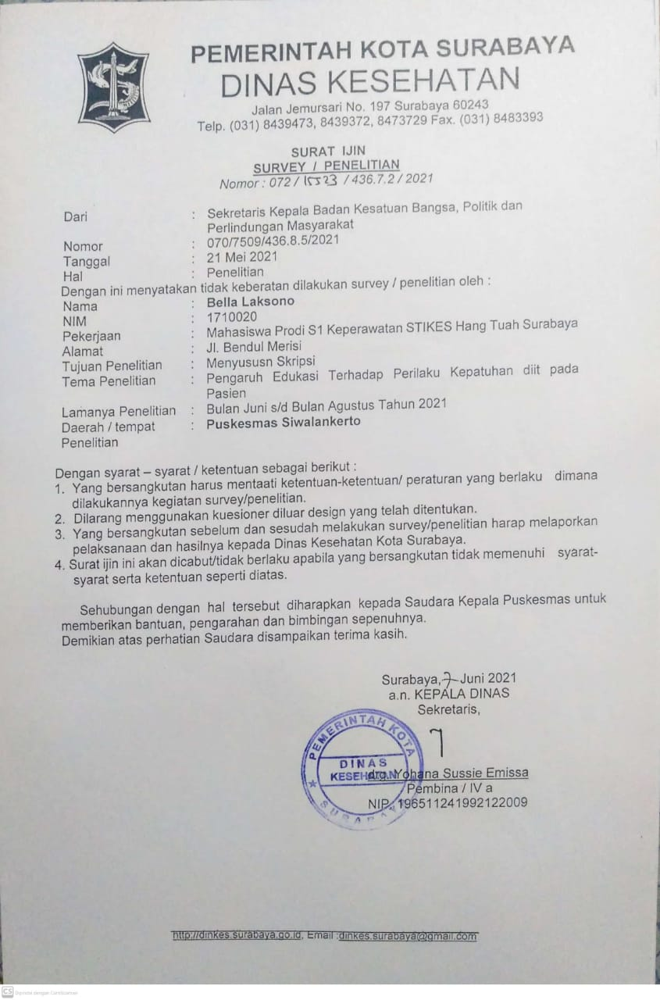 PEMERINTAH KOTA SURABAYA
DINAS KESEHATAN
Jalan Jemursari No. 197 Surabaya 60243
Telp. (031) 8439473, 8439372, 8473729 Fax. (031) 8483393
SURAT IJIN
SURVEY / PENELITIAN
Nomor : 072 / 15523 / 436.7.2 / 2021
Dari : Sekretaris Kepala Badan Kesatuan Bangsa, Politik dan
Perlindungan Masyarakat
Nomor : 070/7509/436.8.5/2021
Tanggal : 21 Mei 2021
Hal : Penelitian
Dengan ini menyatakan tidak keberatan dilakukan survey / penelitian oleh :
Nama : Bella Laksono
NIM : 1710020
Pekerjaan : Mahasiswa Prodi S1 Keperawatan STIKES Hang Tuah Surabaya
Alamat : Jl. Bendul Merisi
Tujuan Penelitian : Menyususn Skripsi
Tema Penelitian : Pengaruh Edukasi Terhadap Perilaku Kepatuhan diit pada
Pasien
Lamanya Penelitian : Bulan Juni s/d Bulan Agustus Tahun 2021
Daerah / tempat : Puskesmas Siwalankerto
Penelitian
Dengan syarat – syarat / ketentuan sebagai berikut :
1. Yang bersangkutan harus mentaati ketentuan-ketentuan/ peraturan yang berlaku dimana
dilakukannya kegiatan survey/penelitian.
2. Dilarang menggunakan kuesioner diluar design yang telah ditentukan.
3. Yang bersangkutan sebelum dan sesudah melakukan survey/penelitian harap melaporkan
pelaksanaan dan hasilnya kepada Dinas Kesehatan Kota Surabaya.
4. Surat ijin ini akan dicabut/tidak berlaku apabila yang bersangkutan tidak memenuhi syarat-
syarat serta ketentuan seperti diatas.
Sehubungan dengan hal tersebut diharapkan kepada Saudara Kepala Puskesmas untuk
memberikan bantuan, pengarahan dan bimbingan sepenuhnya.
Demikian atas perhatian Saudara disampaikan terima kasih.
Surabaya, 7 Juni 2021
a.n. KEPALA DINAS
Sekretaris,
PEMERINTAH KOTA
DINAS
KESEHATAN
SURABAYA
drg. Yohana Sussie Emissa
Pembina / IV a
NIP. 196511241992122009
http://dinkes.surabaya.go.id, Email :dinkes.surabaya@gmail.com
CS Dipindai dengan CamScanner